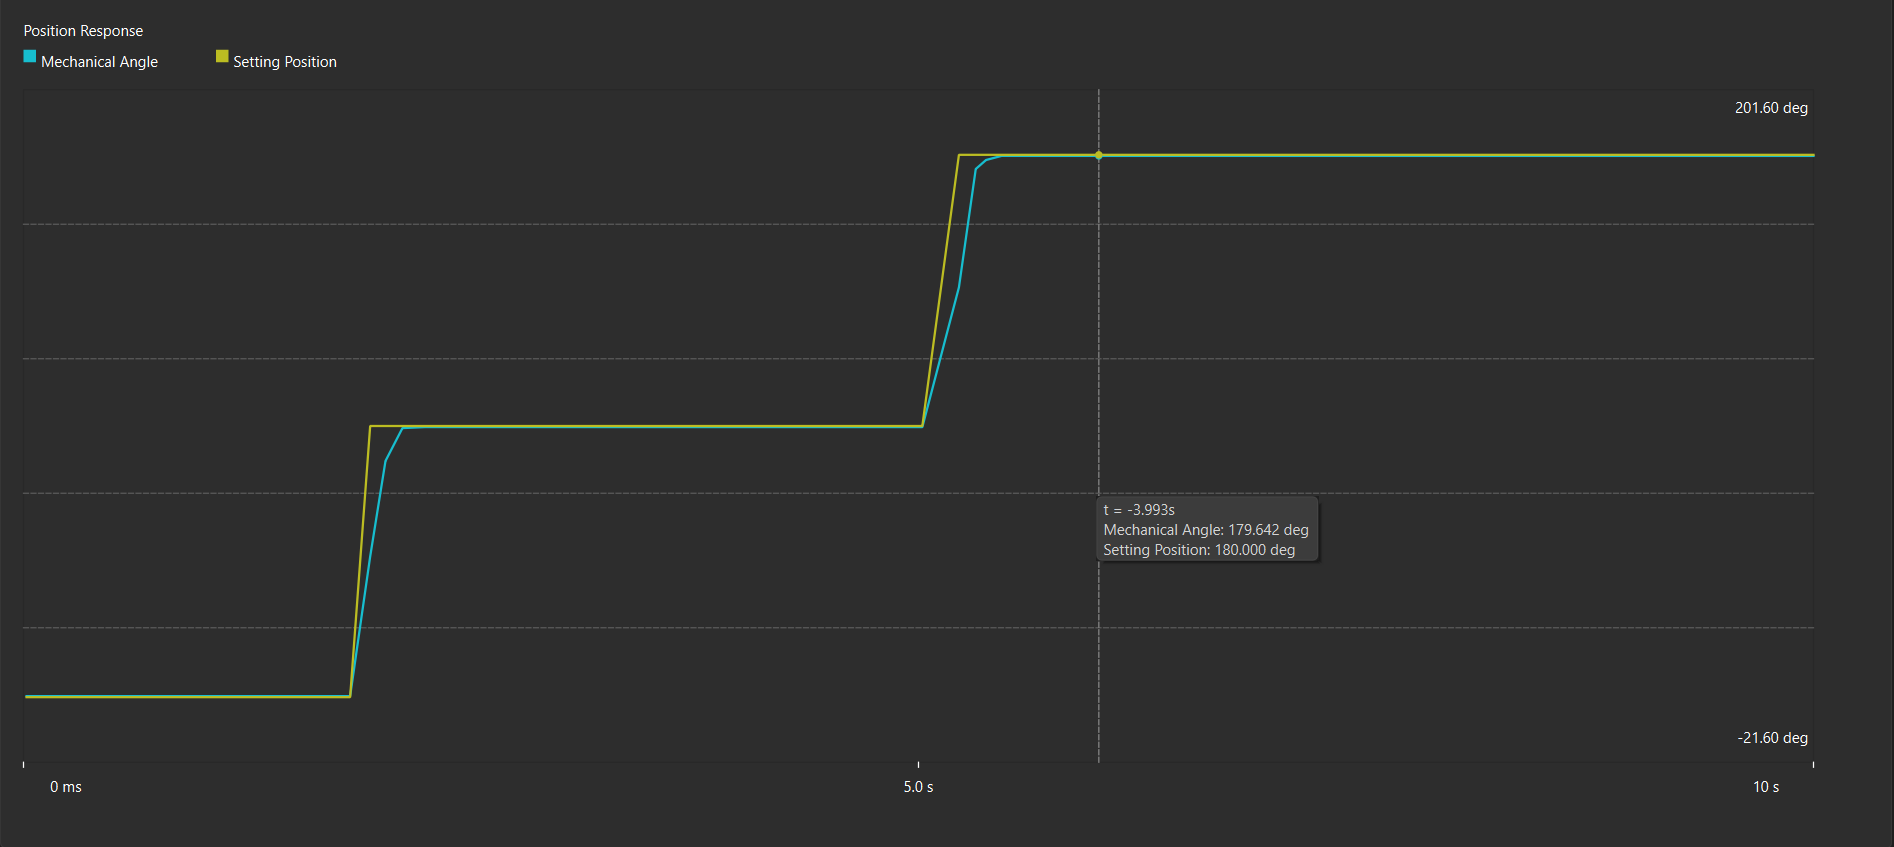 Position Response
Mechanical Angle
Setting Position
201.60 deg
t = -3.993s
Mechanical Angle: 179.642 deg
Setting Position: 180.000 deg
-21.60 deg
0 ms
5.0 s
10 s